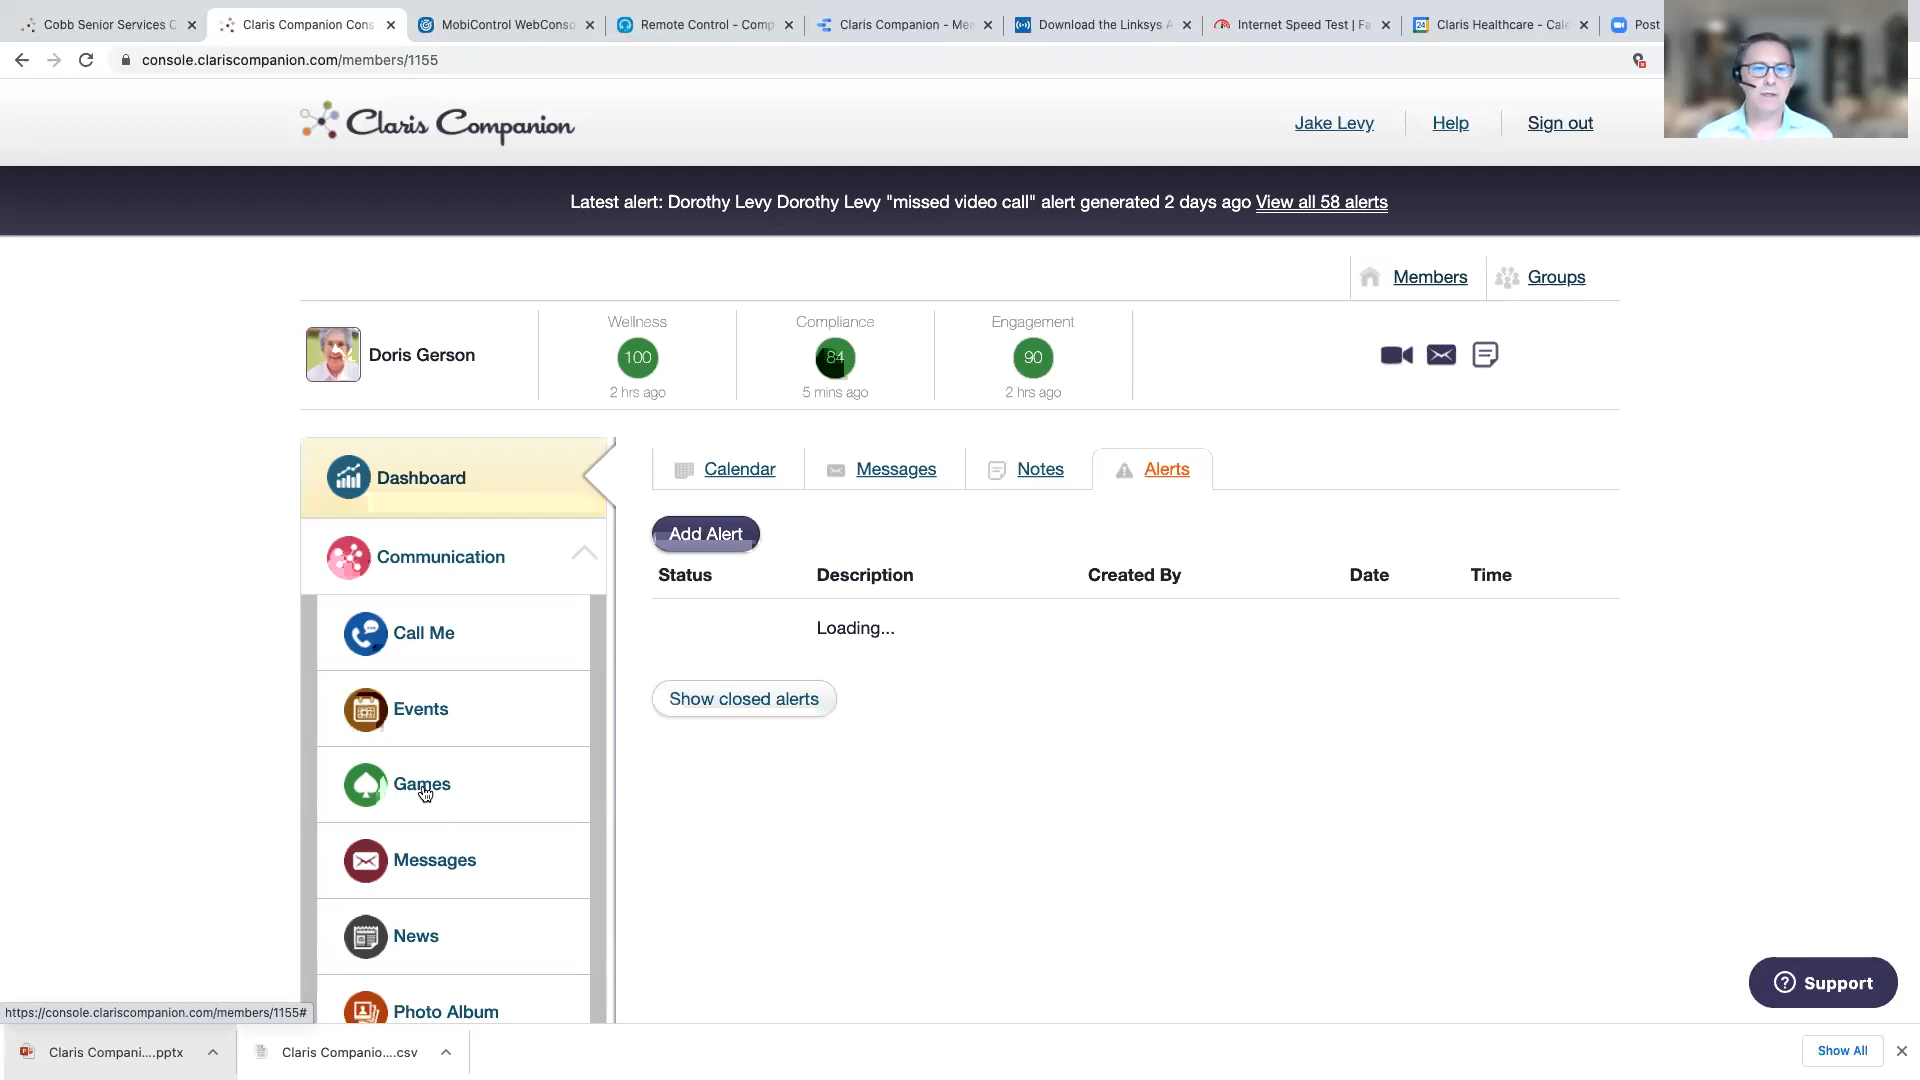 Cobb Senior Services C
Claris Companion Cons
MobiControl WebConso
Remote Control - Comp
Claris Companion - Mea
Download the Linksys A
Internet Speed Test | Fa
Claris Healthcare - Cale
Post
console.clariscompanion.com/members/1155
Claris Companion
Jake Levy
Help
Sign out
Latest alert: Dorothy Levy Dorothy Levy "missed video call" alert generated 2 days ago View all 58 alerts
Members
Groups
Doris Gerson
Wellness
100
2 hrs ago
Compliance
84
5 mins ago
Engagement
90
2 hrs ago
Dashboard
Communication
Call Me
Events
Games
Messages
News
Photo Album
Calendar
Messages
Notes
Alerts
Add Alert
Status Description Created By Date Time
Loading...
Show closed alerts
Support
https://console.clariscompanion.com/members/1155#
Claris Compani....pptx
Claris Companio....csv
Show All